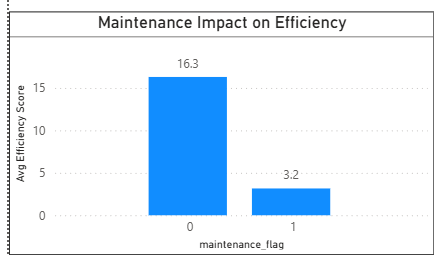 Maintenance Impact on Efficiency
16.3
15
3.2
10
5
0
Avg Efficiency Score
0 1
maintenance_flag